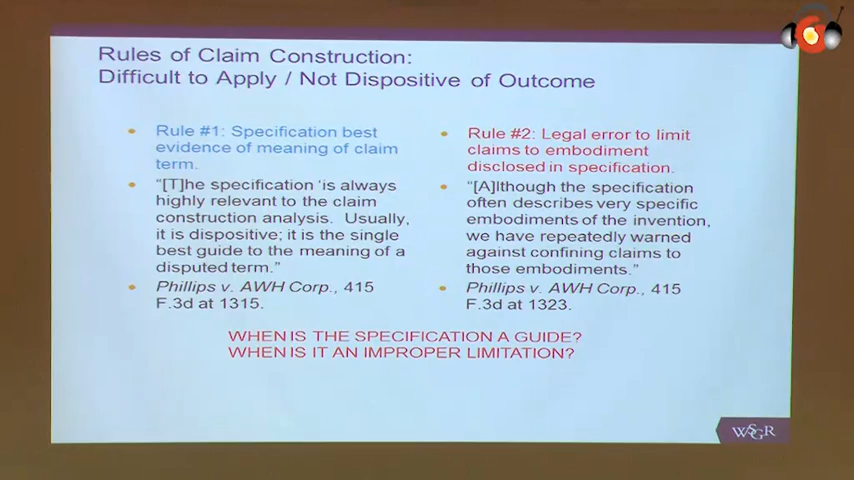 Rules of Claim Construction:
Difficult to Apply / Not Dispositive of Outcome
Rule #1: Specification best
evidence of meaning of claim
term.
"[T]he specification 'is always
highly relevant to the claim
construction analysis. Usually,
it is dispositive; it is the single
best guide to the meaning of a
disputed term."
Phillips v. AWH Corp., 415
F.3d at 1315.
Rule #2: Legal error to limit
claims to embodiment
disclosed in specification.
"[A]lthough the specification
often describes very specific
embodiments of the invention,
we have repeatedly warned
against confining claims to
those embodiments."
Phillips v. AWH Corp., 415
F.3d at 1323.
WHEN IS THE SPECIFICATION A GUIDE?
WHEN IS IT AN IMPROPER LIMITATION?
WSGR
G